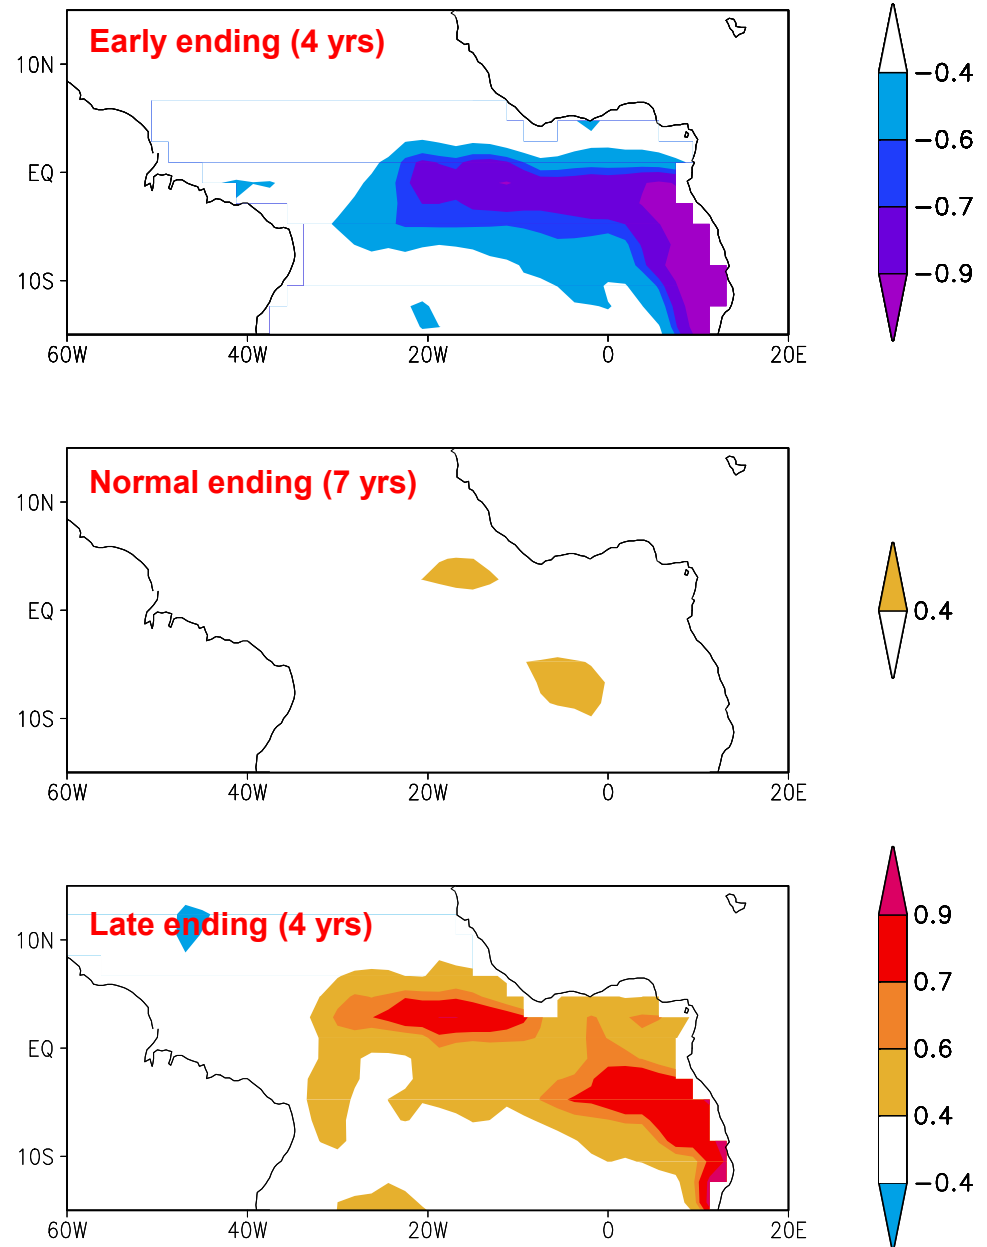 Early ending (4 yrs)
10N
EQ
10S
60W 40W 20W 0 20E
-0.4
-0.6
-0.7
-0.9
Normal ending (7 yrs)
10N
EQ
10S
60W 40W 20W 0 20E
0.4
Late ending (4 yrs)
10N
EQ
10S
60W 40W 20W 0 20E
0.9
0.7
0.6
0.4
-0.4